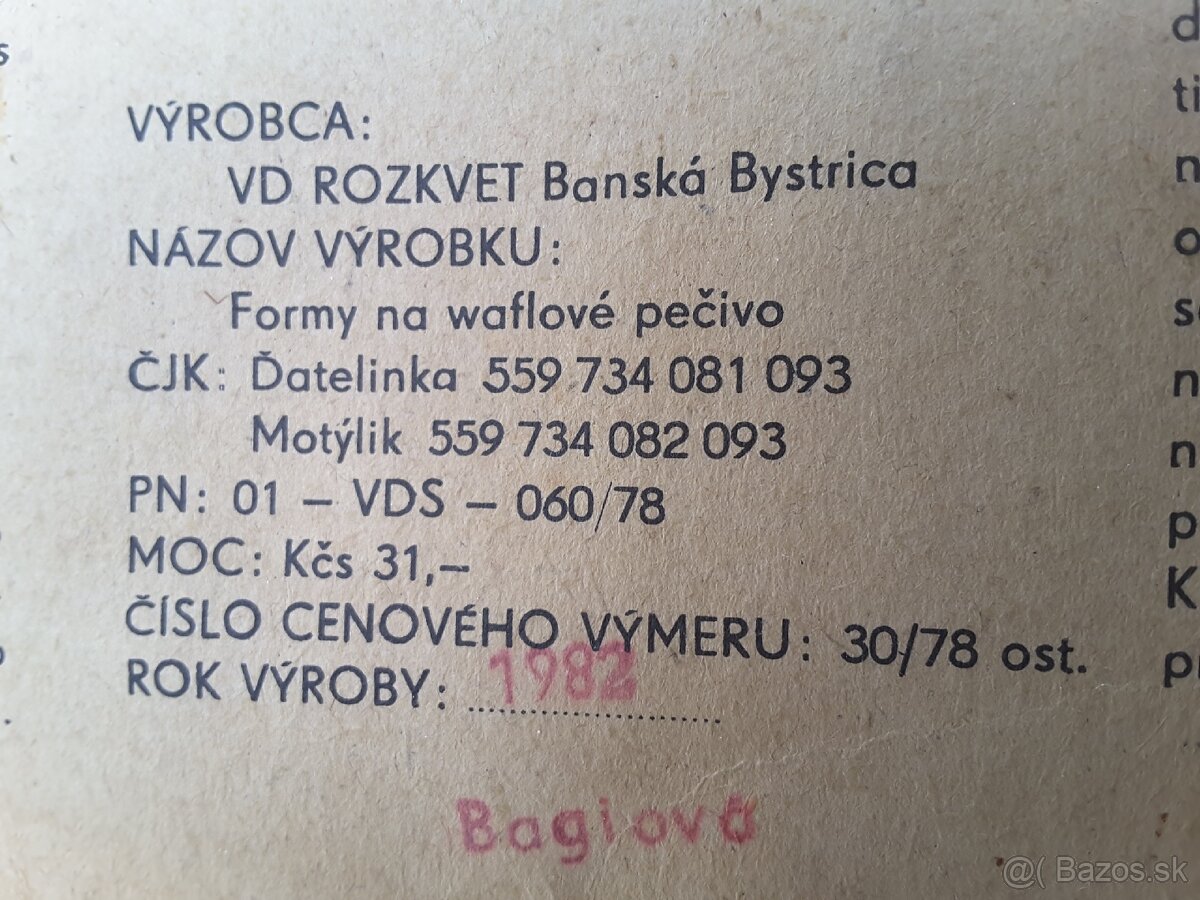 VÝROBCA:
VD ROZKVET Banská Bystrica
NÁZOV VÝROBKU:
Formy na waflové pečivo
ČJK: Ďatelinka 559 734 081 093
Motýlik 559 734 082 093
PN: 01 – VDS – 060/78
MOC: Kčs 31,–
ČÍSLO CENOVÉHO VÝMERU: 30/78 ost.
ROK VÝROBY: 1982
Bagiová
@( Bazos.sk